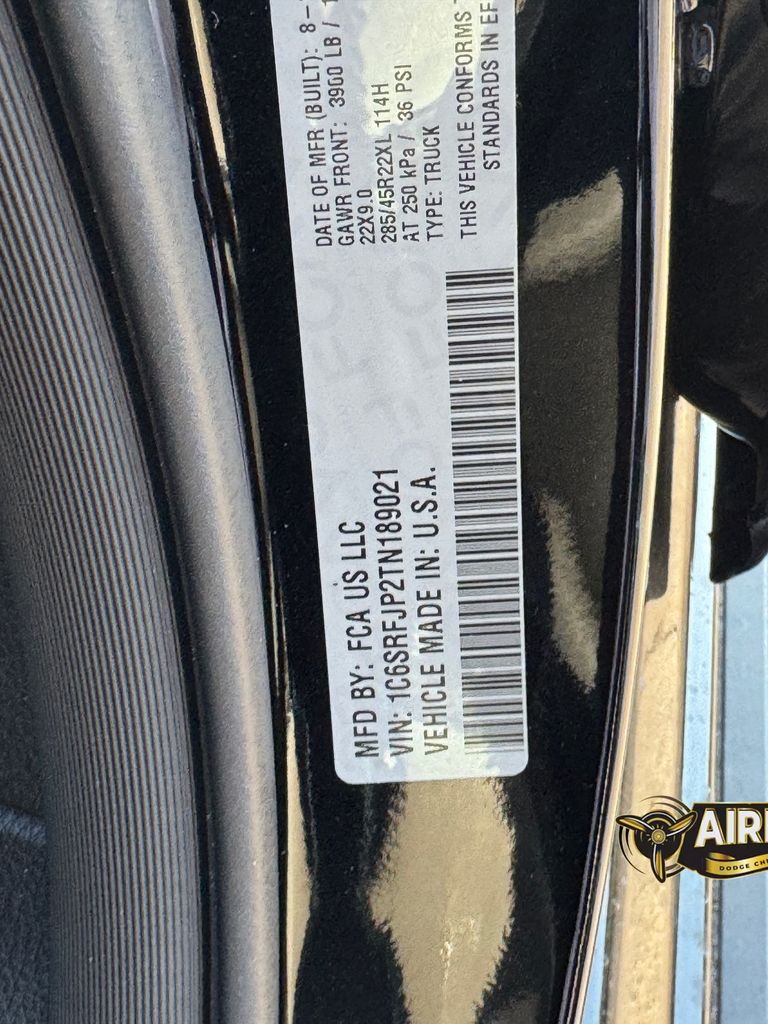 MFD BY: FCA US LLC
VIN: 1C6SRFJP2TN189021
VEHICLE MADE IN: U.S.A.
DATE OF MFR (BUILT): 8-
GAWR FRONT: 3900 LB /
22X9.0
285/45R22XL 114H
AT 250 kPa / 36 PSI
TYPE: TRUCK
THIS VEHICLE CONFORMS
STANDARDS IN EF
AIR
DODGE CH